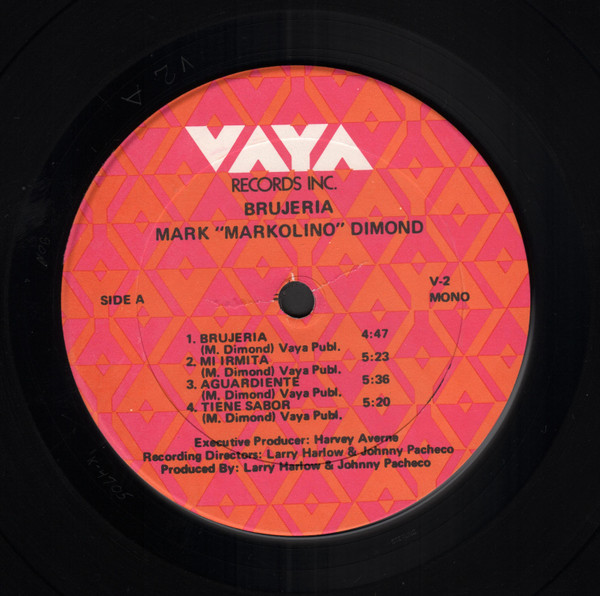 V2A
VAYA
RECORDS INC.
BRUJERIA
MARK "MARKOLINO" DIMOND
SIDE A
V-2
MONO
1. BRUJERIA 4:47
(M. Dimond) Vaya Publ.
2. MI IRMITA 5:23
(M. Dimond) Vaya Publ.
3. AGUARDIENTE 5:36
(M. Dimond) Vaya Publ.
4. TIENE SABOR 5:20
(M. Dimond) Vaya Publ.
Executive Producer: Harvey Averne
Recording Directors: Larry Harlow & Johnny Pacheco
Produced By: Larry Harlow & Johnny Pacheco